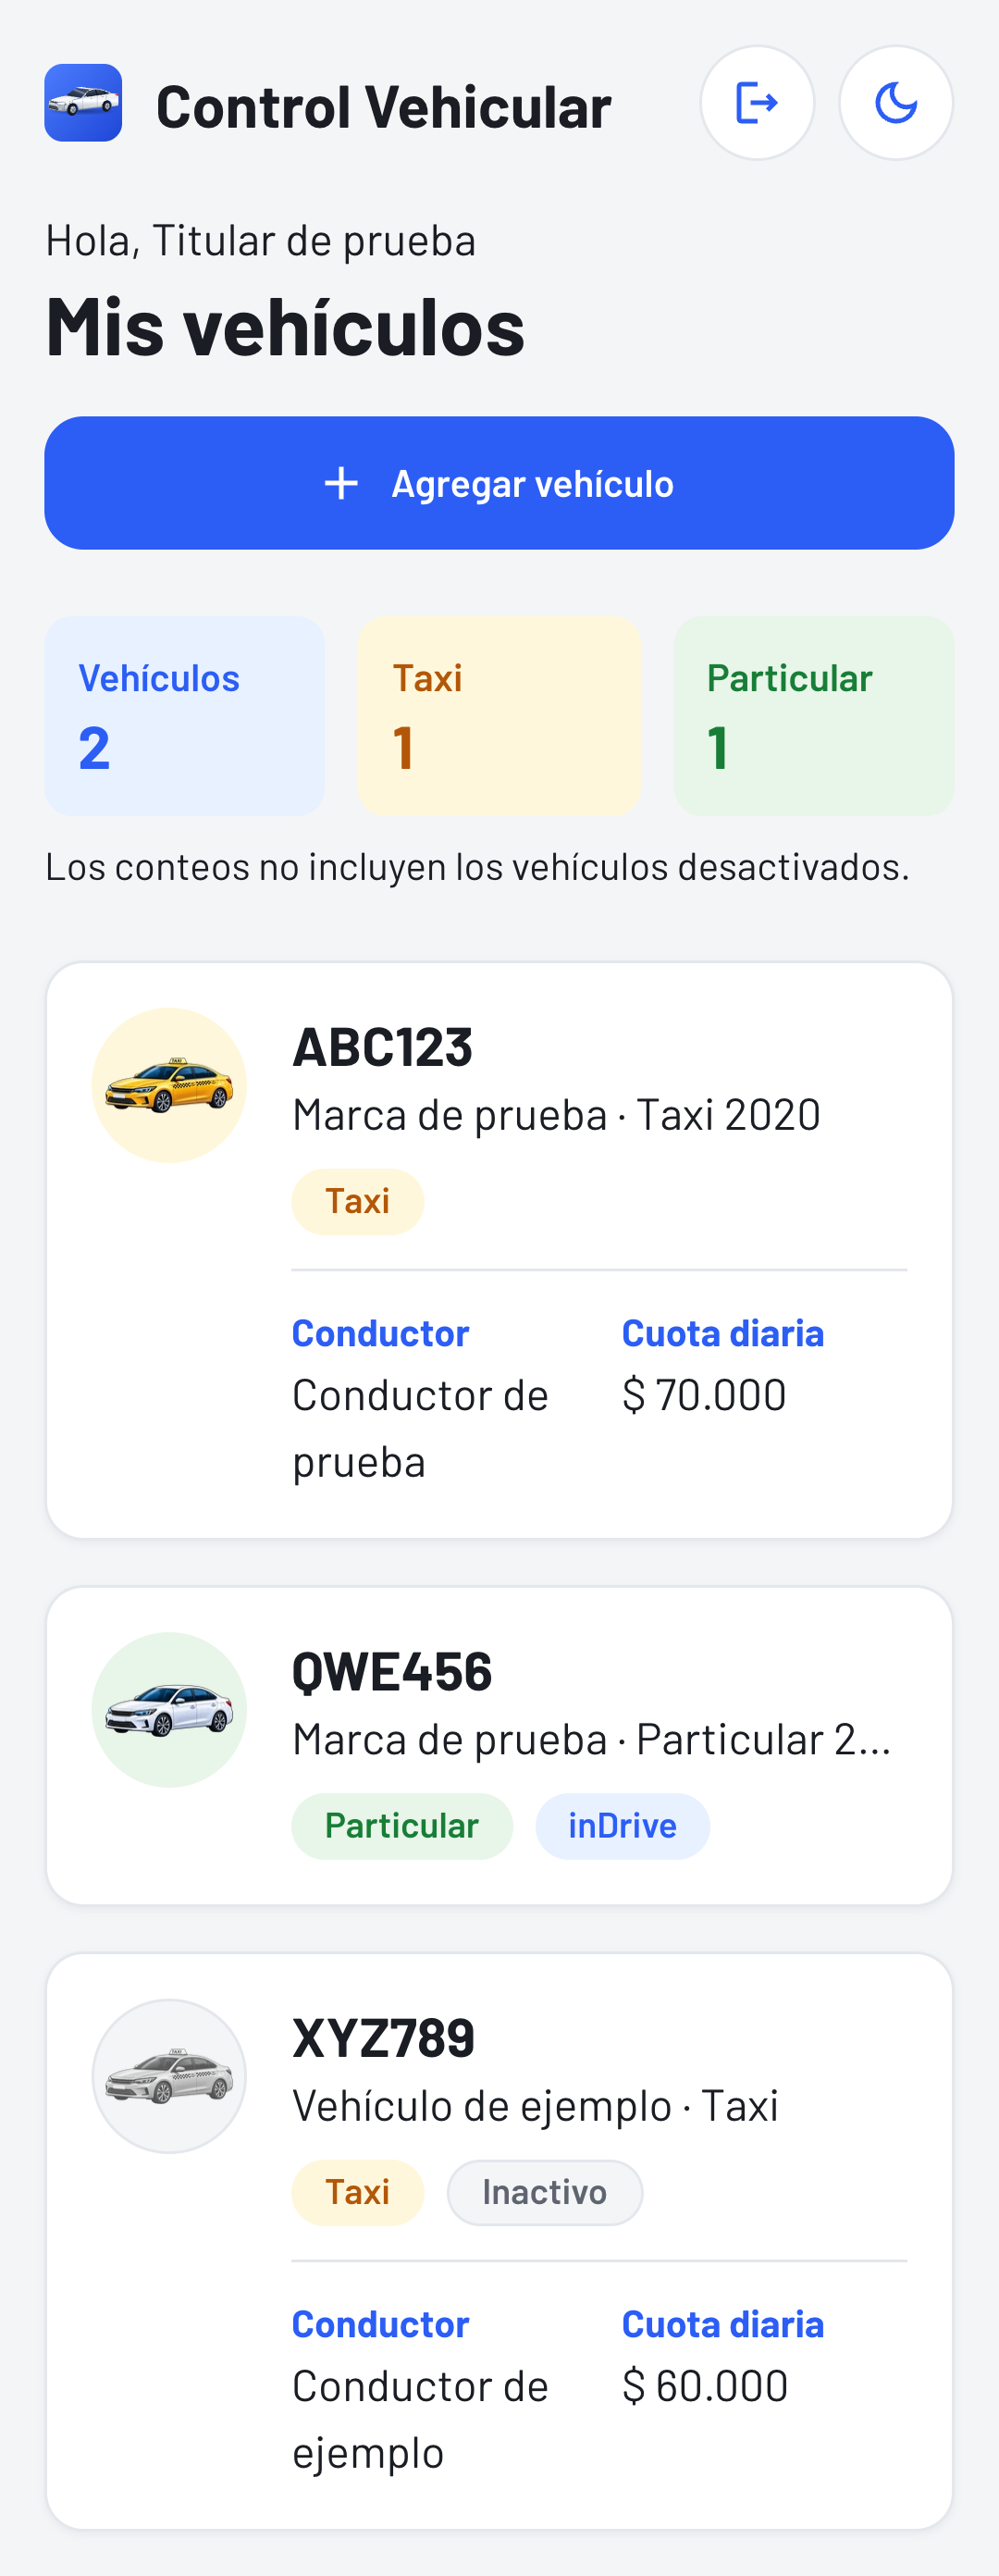 Control Vehicular
Hola, Titular de prueba
Mis vehículos
Agregar vehículo
Vehículos
2
Taxi
1
Particular
1
Los conteos no incluyen los vehículos desactivados.
ABC123
Marca de prueba · Taxi 2020
Taxi
Conductor
Conductor de
prueba
Cuota diaria
$ 70.000
QWE456
Marca de prueba · Particular 2...
Particular
inDrive
XYZ789
Vehículo de ejemplo · Taxi
Taxi
Inactivo
Conductor
Conductor de
ejemplo
Cuota diaria
$ 60.000